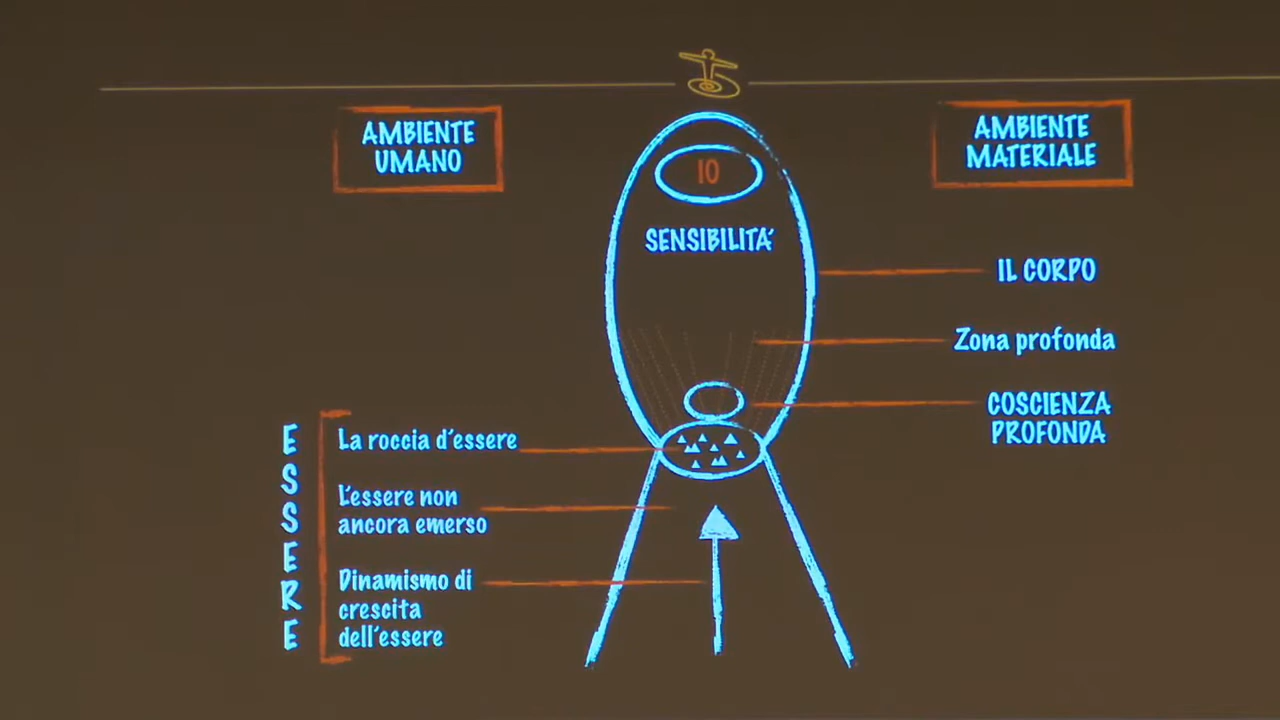 AMBIENTE
UMANO
AMBIENTE
MATERIALE
IO
SENSIBILITA'
IL CORPO
Zona profonda
COSCIENZA
PROFONDA
ESSERE
La roccia d'essere
L'essere non
ancora emerso
Dinamismo di
crescita
dell'essere